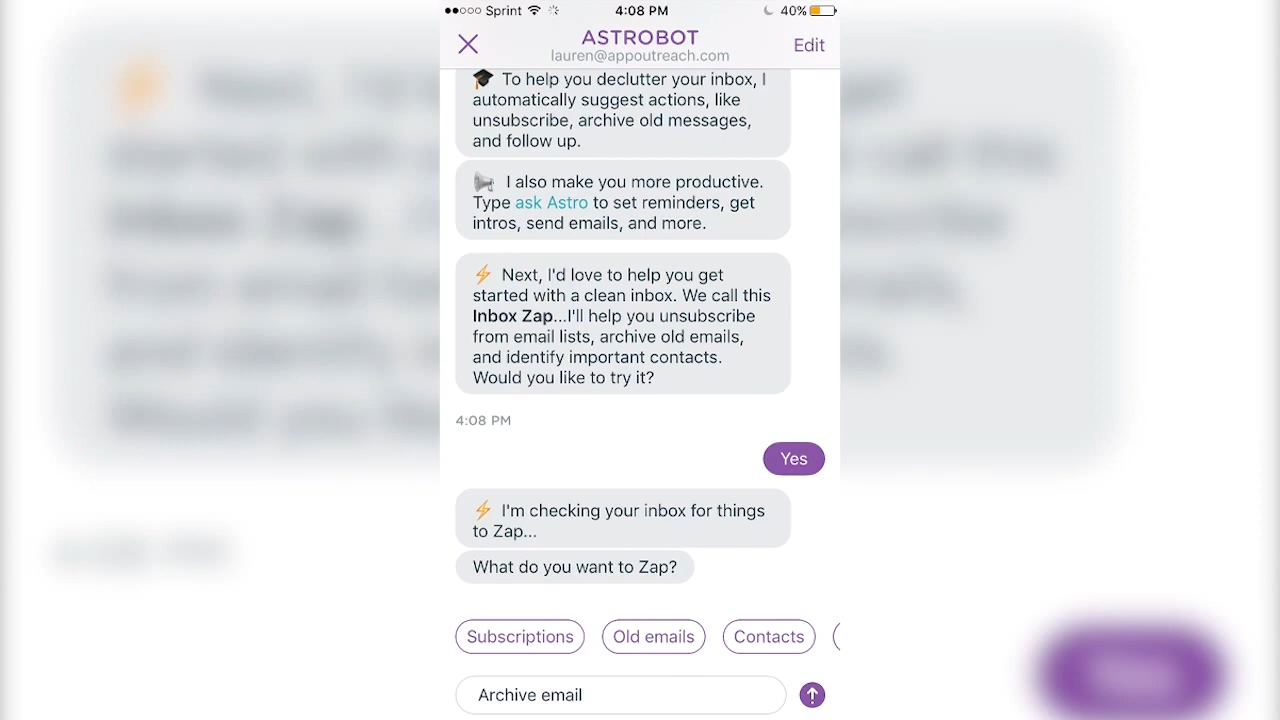 Sprint 4:08 PM 40%
ASTROBOT
lauren@appoutreach.com
Edit
To help you declutter your inbox, I
automatically suggest actions, like
unsubscribe, archive old messages,
and follow up.
I also make you more productive.
Type ask Astro to set reminders, get
intros, send emails, and more.
Next, I'd love to help you get
started with a clean inbox. We call this
Inbox Zap...I'll help you unsubscribe
from email lists, archive old emails,
and identify important contacts.
Would you like to try it?
4:08 PM
Yes
I'm checking your inbox for things
to Zap...
What do you want to Zap?
Subscriptions Old emails Contacts
Archive email